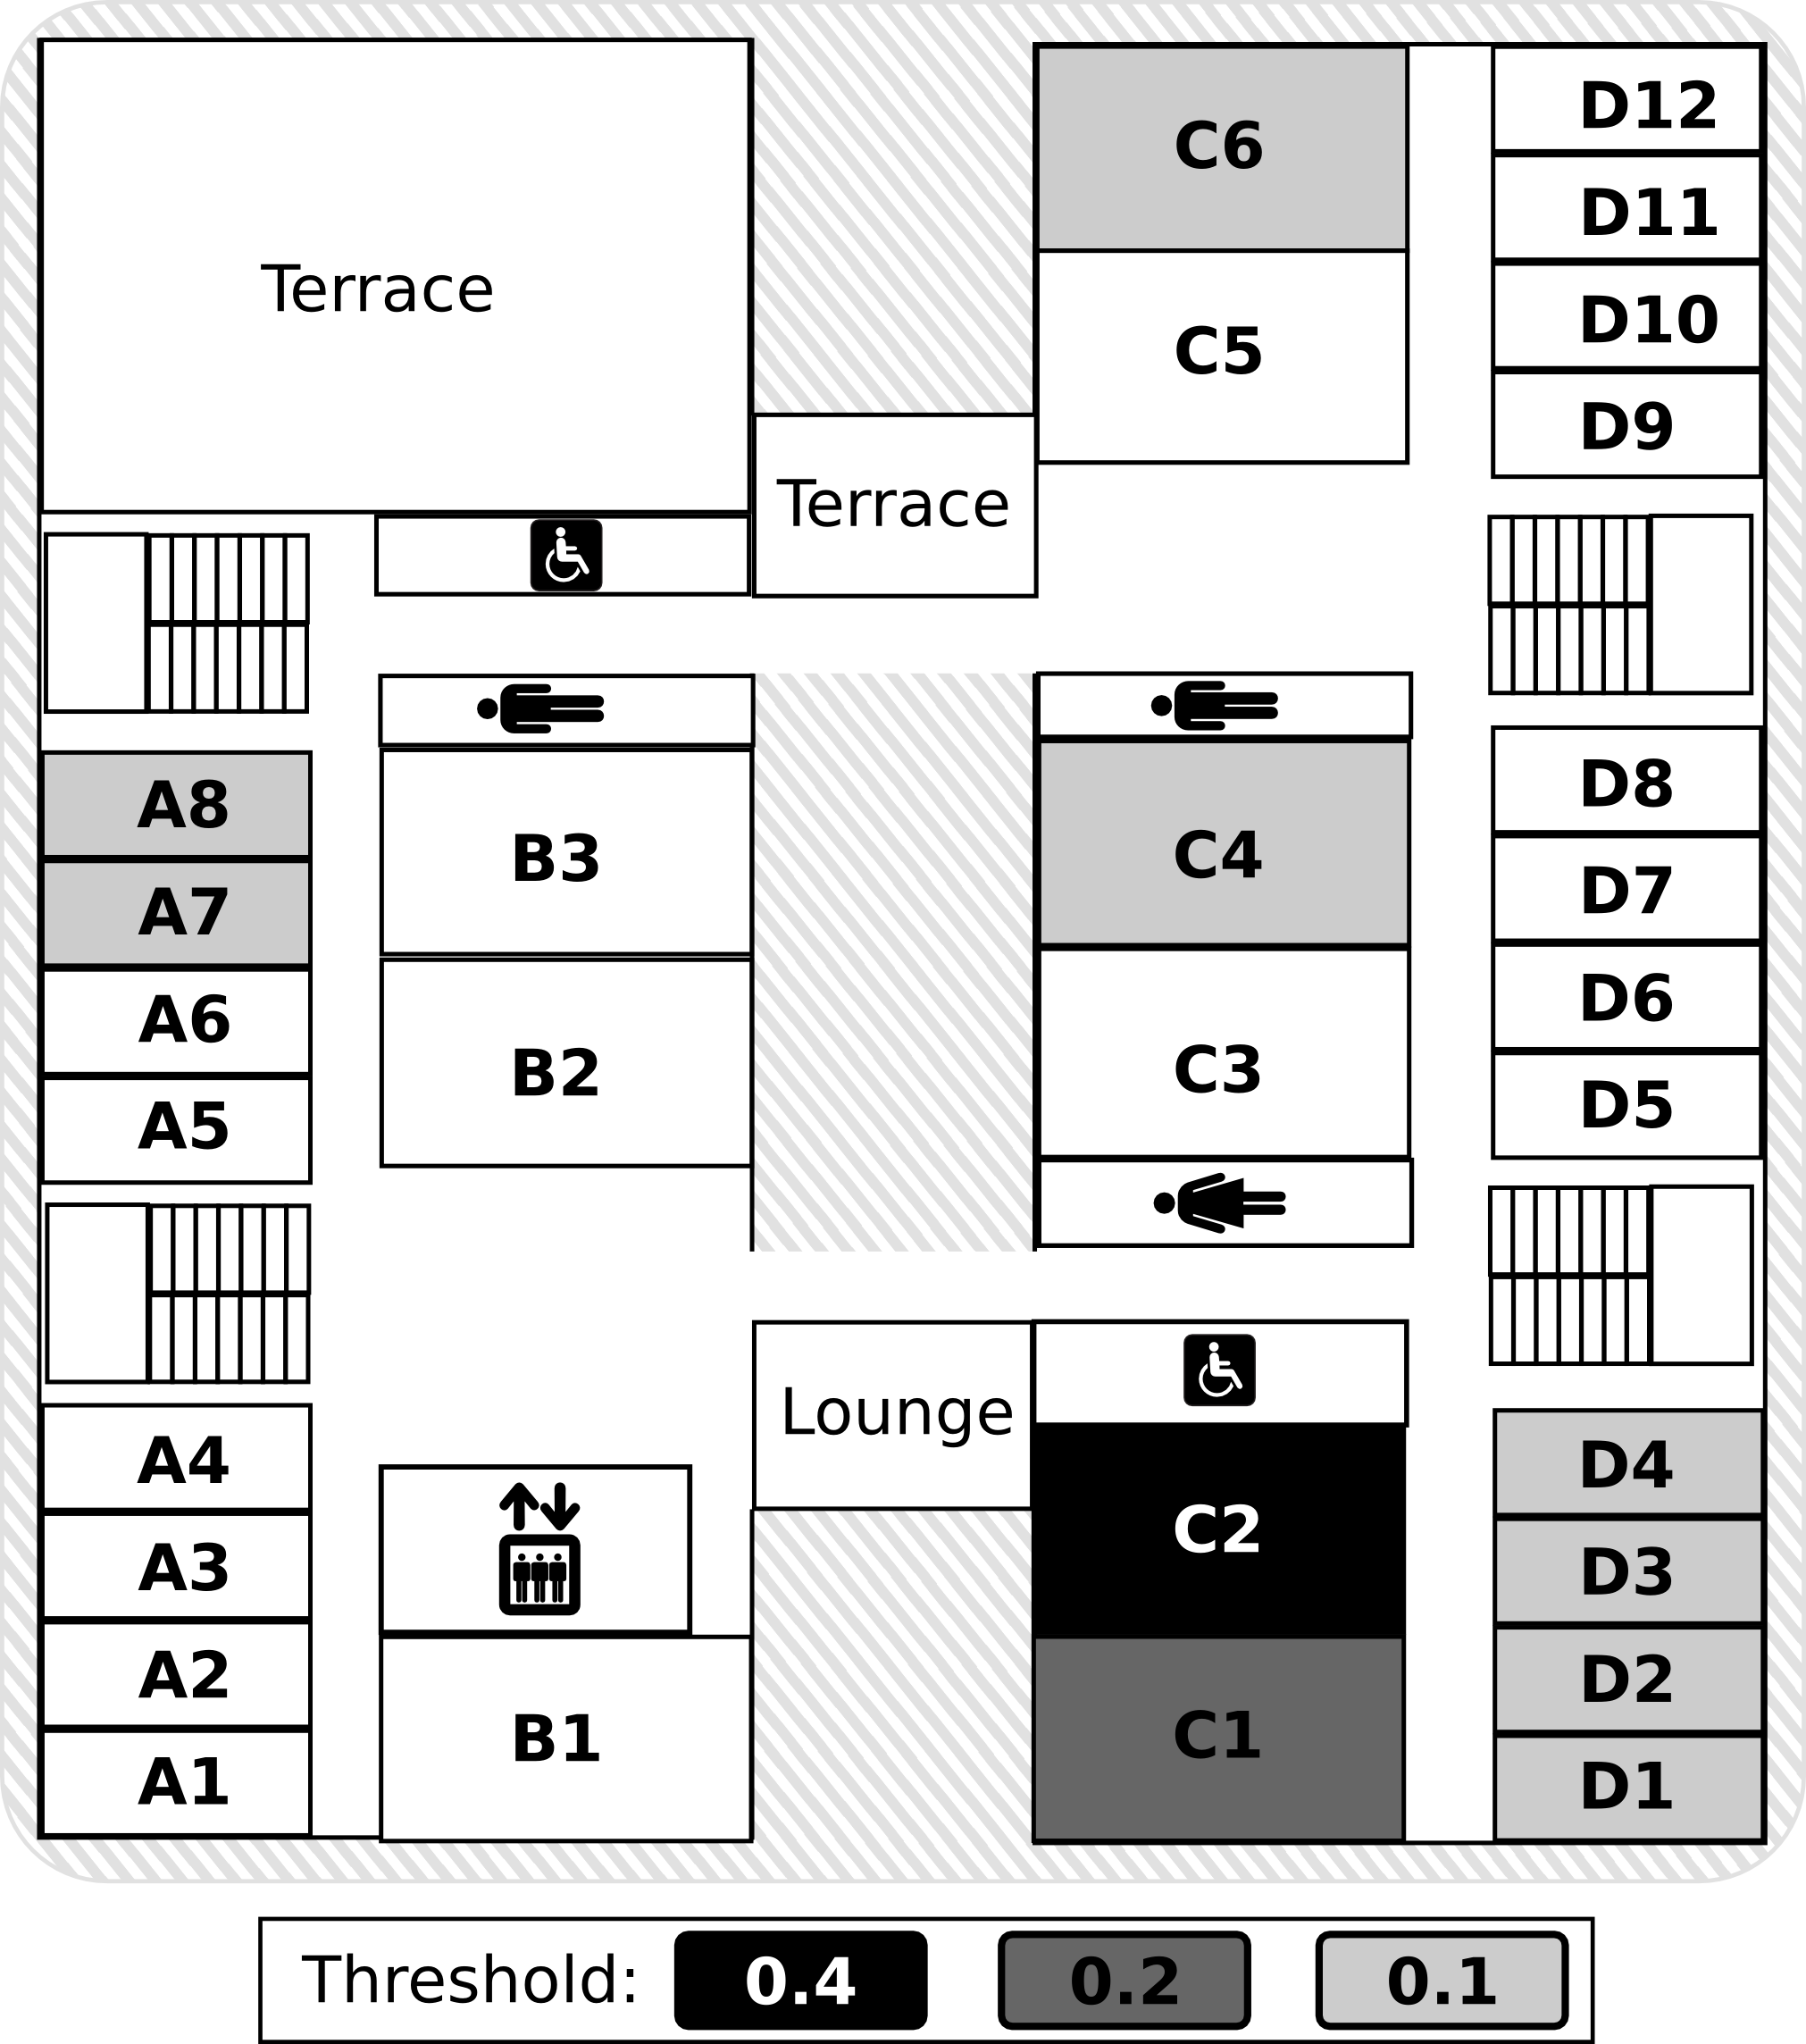 Terrace
C6
D12
D11
D10
D9
C5
Terrace
A8
A7
A6
A5
B3
B2
C4
C3
D8
D7
D6
D5
Lounge
A4
A3
A2
A1
B1
C2
C1
D4
D3
D2
D1
Threshold: 0.4 0.2 0.1